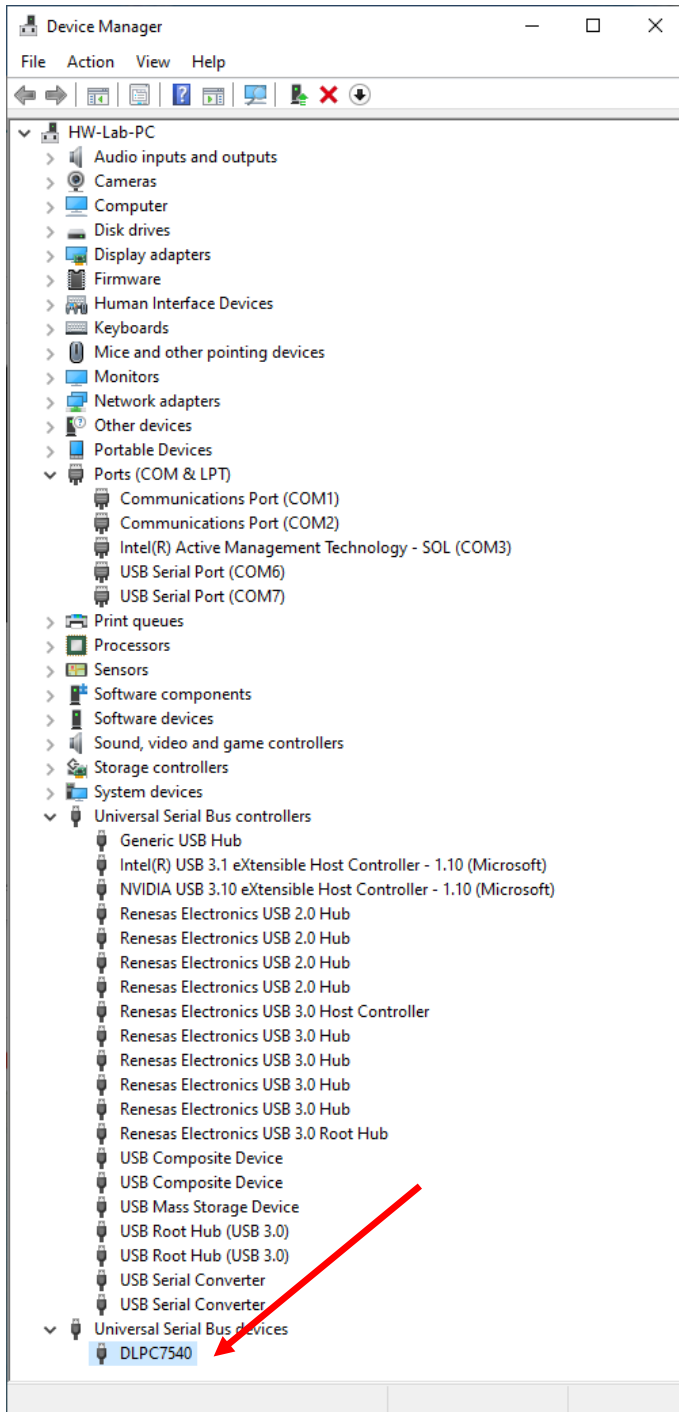 Device Manager
File Action View Help
HW-Lab-PC
Audio inputs and outputs
Cameras
Computer
Disk drives
Display adapters
Firmware
Human Interface Devices
Keyboards
Mice and other pointing devices
Monitors
Network adapters
Other devices
Portable Devices
Ports (COM & LPT)
Communications Port (COM1)
Communications Port (COM2)
Intel(R) Active Management Technology - SOL (COM3)
USB Serial Port (COM6)
USB Serial Port (COM7)
Print queues
Processors
Sensors
Software components
Software devices
Sound, video and game controllers
Storage controllers
System devices
Universal Serial Bus controllers
Generic USB Hub
Intel(R) USB 3.1 eXtensible Host Controller - 1.10 (Microsoft)
NVIDIA USB 3.10 eXtensible Host Controller - 1.10 (Microsoft)
Renesas Electronics USB 2.0 Hub
Renesas Electronics USB 2.0 Hub
Renesas Electronics USB 2.0 Hub
Renesas Electronics USB 2.0 Hub
Renesas Electronics USB 3.0 Host Controller
Renesas Electronics USB 3.0 Hub
Renesas Electronics USB 3.0 Hub
Renesas Electronics USB 3.0 Hub
Renesas Electronics USB 3.0 Hub
Renesas Electronics USB 3.0 Root Hub
USB Composite Device
USB Composite Device
USB Mass Storage Device
USB Root Hub (USB 3.0)
USB Root Hub (USB 3.0)
USB Serial Converter
USB Serial Converter
Universal Serial Bus devices
DLPC7540